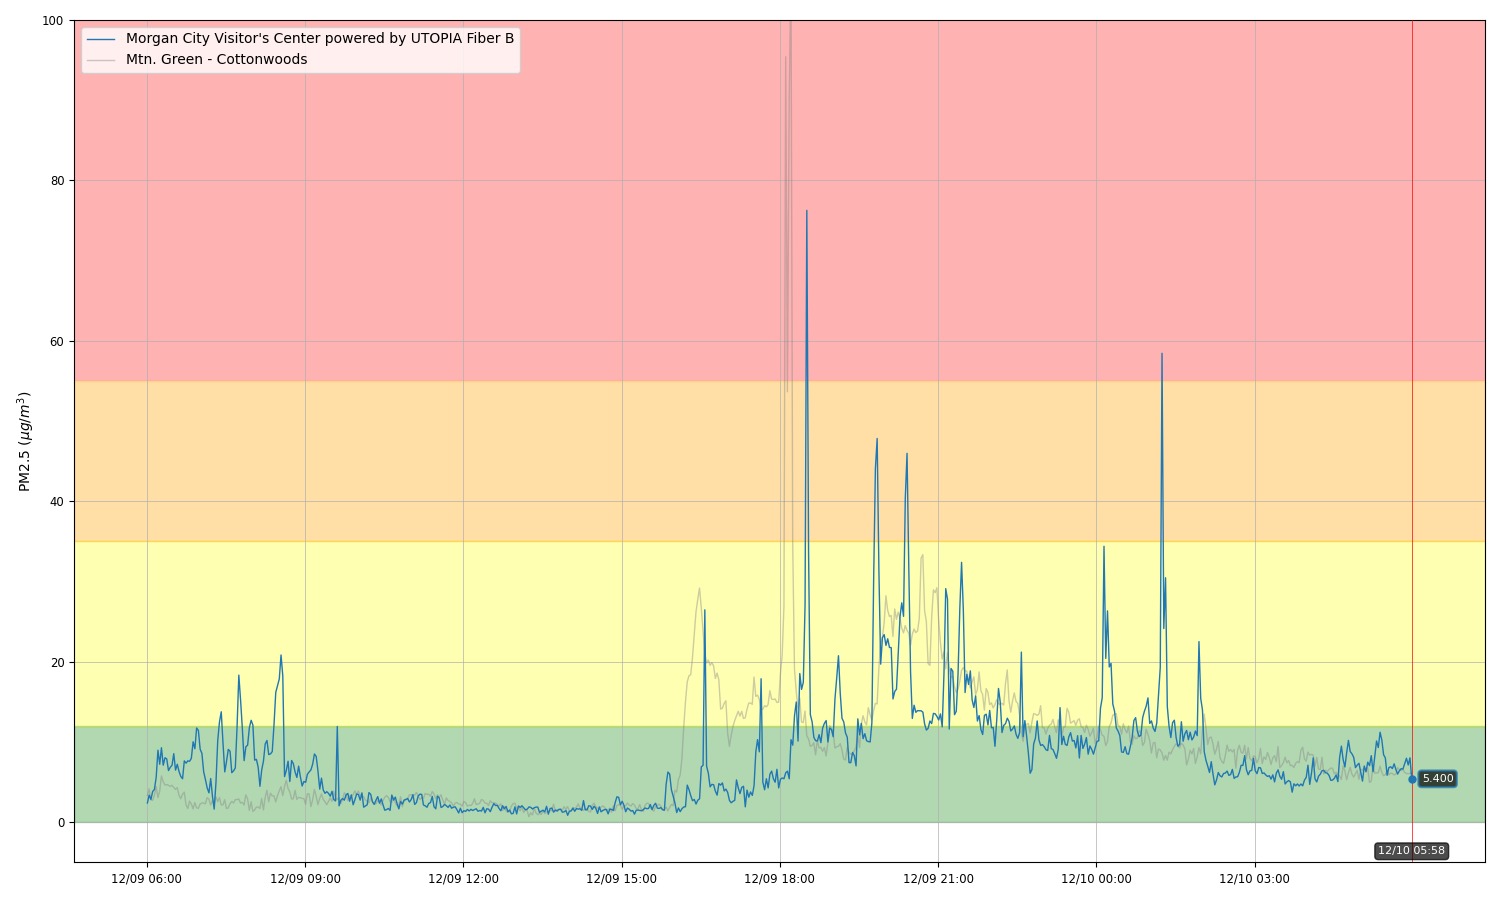 100
80
60
40
20
0
PM2.5 (μg/m³)
Morgan City Visitor's Center powered by UTOPIA Fiber B
Mtn. Green - Cottonwoods
5.400
12/10 05:58
12/09 06:00 12/09 09:00 12/09 12:00 12/09 15:00 12/09 18:00 12/09 21:00 12/10 00:00 12/10 03:00